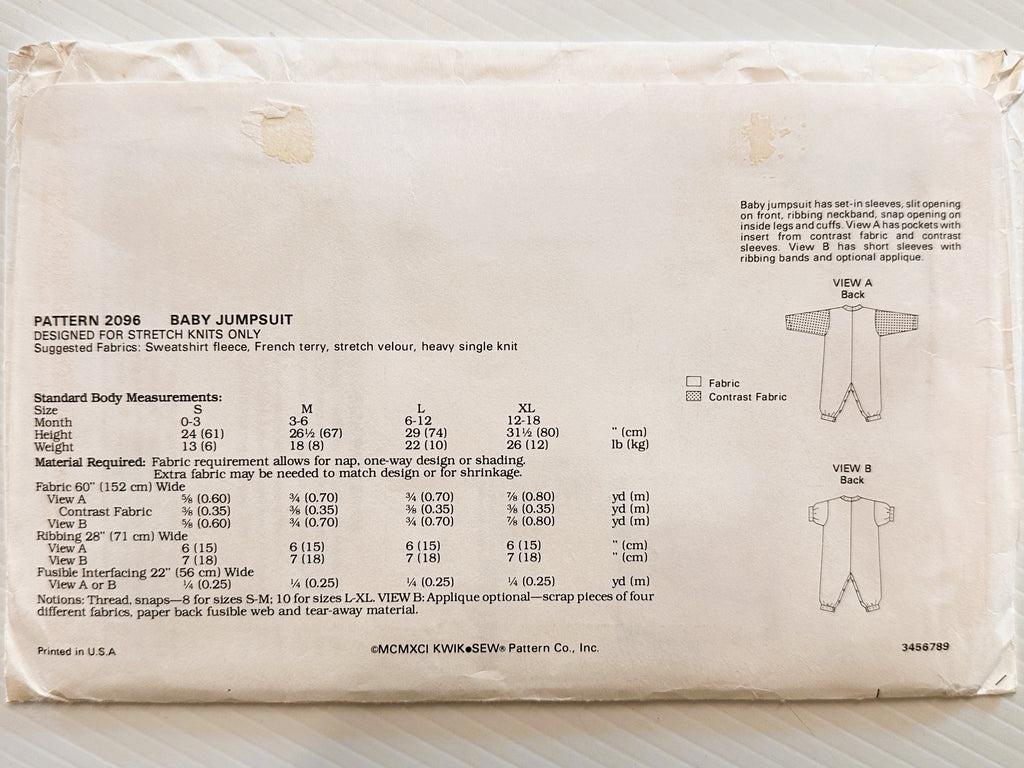 Baby jumpsuit has set-in sleeves, slit opening
on front, ribbing neckband, snap opening on
inside legs and cuffs. View A has pockets with
insert from contrast fabric and contrast
sleeves. View B has short sleeves with
ribbing bands and optional applique.
VIEW A
Back
PATTERN 2096 BABY JUMPSUIT
DESIGNED FOR STRETCH KNITS ONLY
Suggested Fabrics: Sweatshirt fleece, French terry, stretch velour, heavy single knit
Fabric
Contrast Fabric
Standard Body Measurements:
Size S M L XL
Month 0-3 3-6 6-12 12-18
Height 24 (61) 26½ (67) 29 (74) 31½ (80) " (cm)
Weight 13 (6) 18 (8) 22 (10) 26 (12) lb (kg)
Material Required: Fabric requirement allows for nap, one-way design or shading.
Extra fabric may be needed to match design or for shrinkage.
Fabric 60" (152 cm) Wide
View A ⅝ (0.60) ¾ (0.70) ¾ (0.70) ⅞ (0.80) yd (m)
Contrast Fabric ⅜ (0.35) ⅜ (0.35) ⅜ (0.35) ⅜ (0.35) yd (m)
View B ⅝ (0.60) ¾ (0.70) ¾ (0.70) ⅞ (0.80) yd (m)
Ribbing 28" (71 cm) Wide
View A 6 (15) 6 (15) 6 (15) 6 (15) " (cm)
View B 7 (18) 7 (18) 7 (18) 7 (18) " (cm)
Fusible Interfacing 22" (56 cm) Wide
View A or B ¼ (0.25) ¼ (0.25) ¼ (0.25) ¼ (0.25) yd (m)
Notions: Thread, snaps—8 for sizes S-M; 10 for sizes L-XL. VIEW B: Applique optional—scrap pieces of four
different fabrics, paper back fusible web and tear-away material.
VIEW B
Back
Printed in U.S.A
©MCMXCI KWIK●SEW® Pattern Co., Inc.
3456789